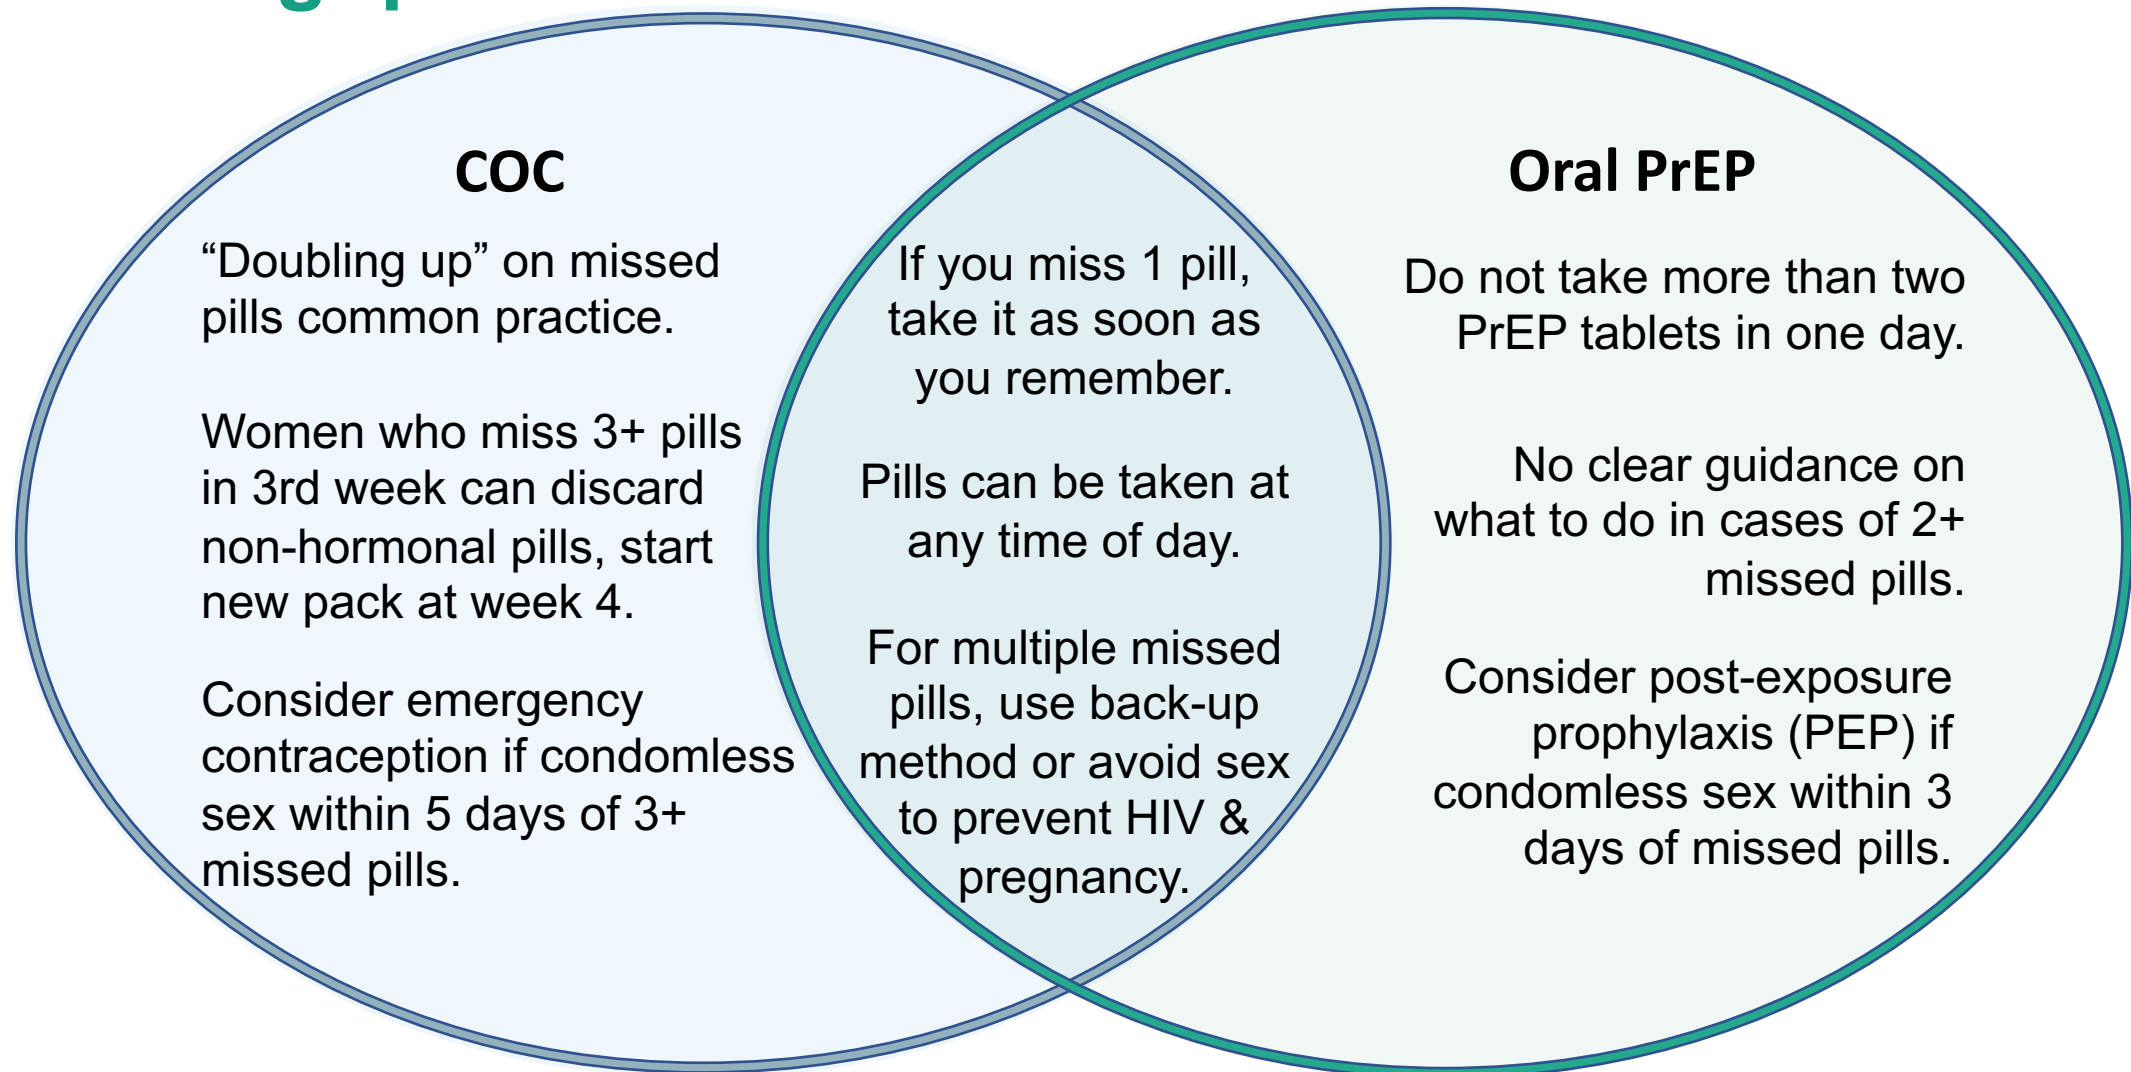 COC
“Doubling up” on missed
pills common practice.
Women who miss 3+ pills
in 3rd week can discard
non-hormonal pills, start
new pack at week 4.
Consider emergency
contraception if condomless
sex within 5 days of 3+
missed pills.
If you miss 1 pill,
take it as soon as
you remember.
Pills can be taken at
any time of day.
For multiple missed
pills, use back-up
method or avoid sex
to prevent HIV &
pregnancy.
Oral PrEP
Do not take more than two
PrEP tablets in one day.
No clear guidance on
what to do in cases of 2+
missed pills.
Consider post-exposure
prophylaxis (PEP) if
condomless sex within 3
days of missed pills.